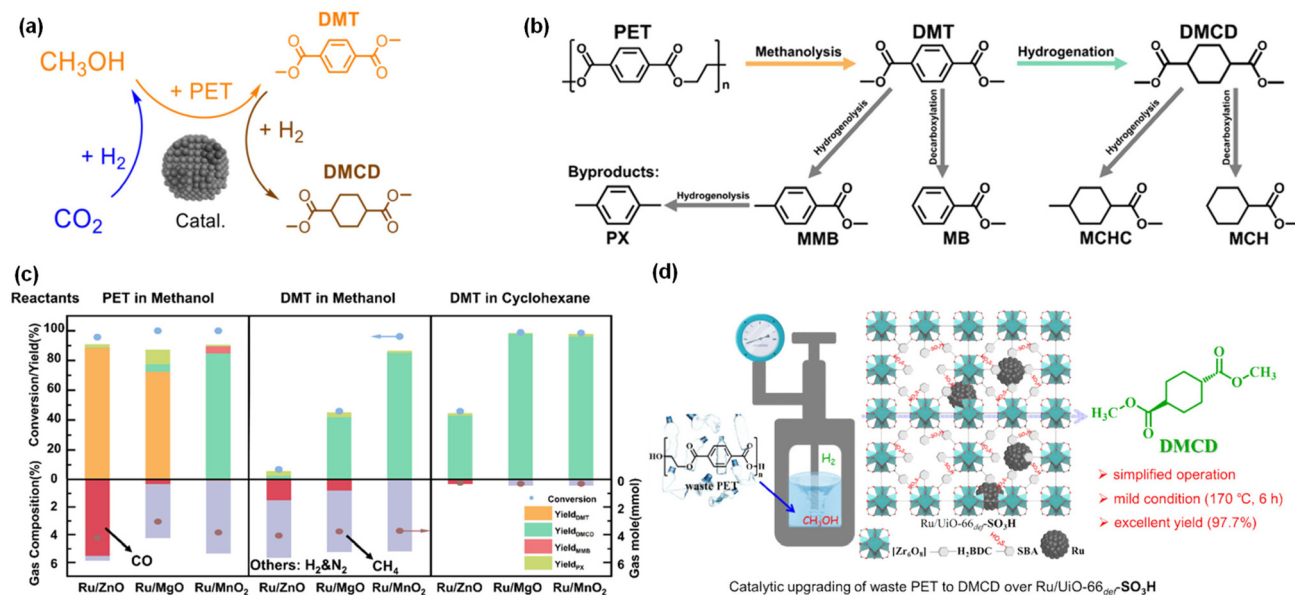 (a)
DMT
CH3OH
+ PET
+ H2
+ H2
DMCD
CO2
Catal.
(b)
PET
Methanolysis
DMT
Hydrogenation
DMCD
n
Hydrogenolysis
Decarboxylation
Hydrogenolysis
Decarboxylation
Byproducts:
Hydrogenolysis
PX
MMB
MB
MCHC
MCH
(c)
Reactants
PET in Methanol
DMT in Methanol
DMT in Cyclohexane
Conversion/Yield(%)
100
80
60
40
20
0
Gas Composition(%)
2
4
6
0
2
4
6
Gas mole(mmol)
Conversion
YieldDMT
YieldDMCD
YieldMMB
YieldPX
CO
Others: H2&N2
CH4
Ru/ZnO
Ru/MgO
Ru/MnO2
Ru/ZnO
Ru/MgO
Ru/MnO2
Ru/ZnO
Ru/MgO
Ru/MnO2
(d)
HO
O-H
n
waste PET
H2
CH3OH
Ru/UiO-66def-SO3H
HO3S
[Zr6O8]
H2BDC
SBA
Ru
CH3
H3C
DMCD
➢ simplified operation
➢ mild condition (170 °C, 6 h)
➢ excellent yield (97.7%)
Catalytic upgrading of waste PET to DMCD over Ru/UiO-66def-SO3H